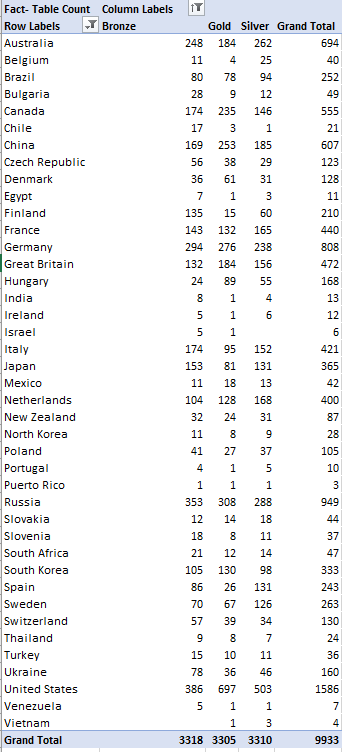 Fact- Table Count Column Labels
Row Labels Bronze Gold Silver Grand Total
Australia 248 184 262 694
Belgium 11 4 25 40
Brazil 80 78 94 252
Bulgaria 28 9 12 49
Canada 174 235 146 555
Chile 17 3 1 21
China 169 253 185 607
Czech Republic 56 38 29 123
Denmark 36 61 31 128
Egypt 7 1 3 11
Finland 135 15 60 210
France 143 132 165 440
Germany 294 276 238 808
Great Britain 132 184 156 472
Hungary 24 89 55 168
India 8 1 4 13
Ireland 5 1 6 12
Israel 5 1 6
Italy 174 95 152 421
Japan 153 81 131 365
Mexico 11 18 13 42
Netherlands 104 128 168 400
New Zealand 32 24 31 87
North Korea 11 8 9 28
Poland 41 27 37 105
Portugal 4 1 5 10
Puerto Rico 1 1 1 3
Russia 353 308 288 949
Slovakia 12 14 18 44
Slovenia 18 8 11 37
South Africa 21 12 14 47
South Korea 105 130 98 333
Spain 86 26 131 243
Sweden 70 67 126 263
Switzerland 57 39 34 130
Thailand 9 8 7 24
Turkey 15 10 11 36
Ukraine 78 36 46 160
United States 386 697 503 1586
Venezuela 5 1 1 7
Vietnam 1 3 4
Grand Total 3318 3305 3310 9933